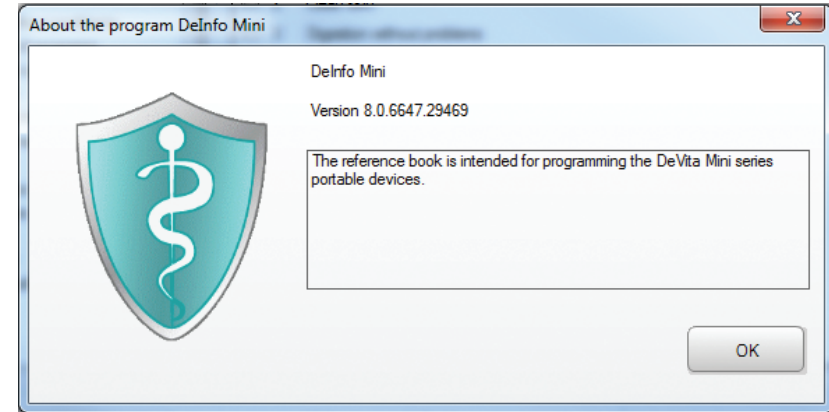 About the program DeInfo Mini
DeInfo Mini
Version 8.0.6647.29469
The reference book is intended for programming the DeVita Mini series
portable devices.
OK